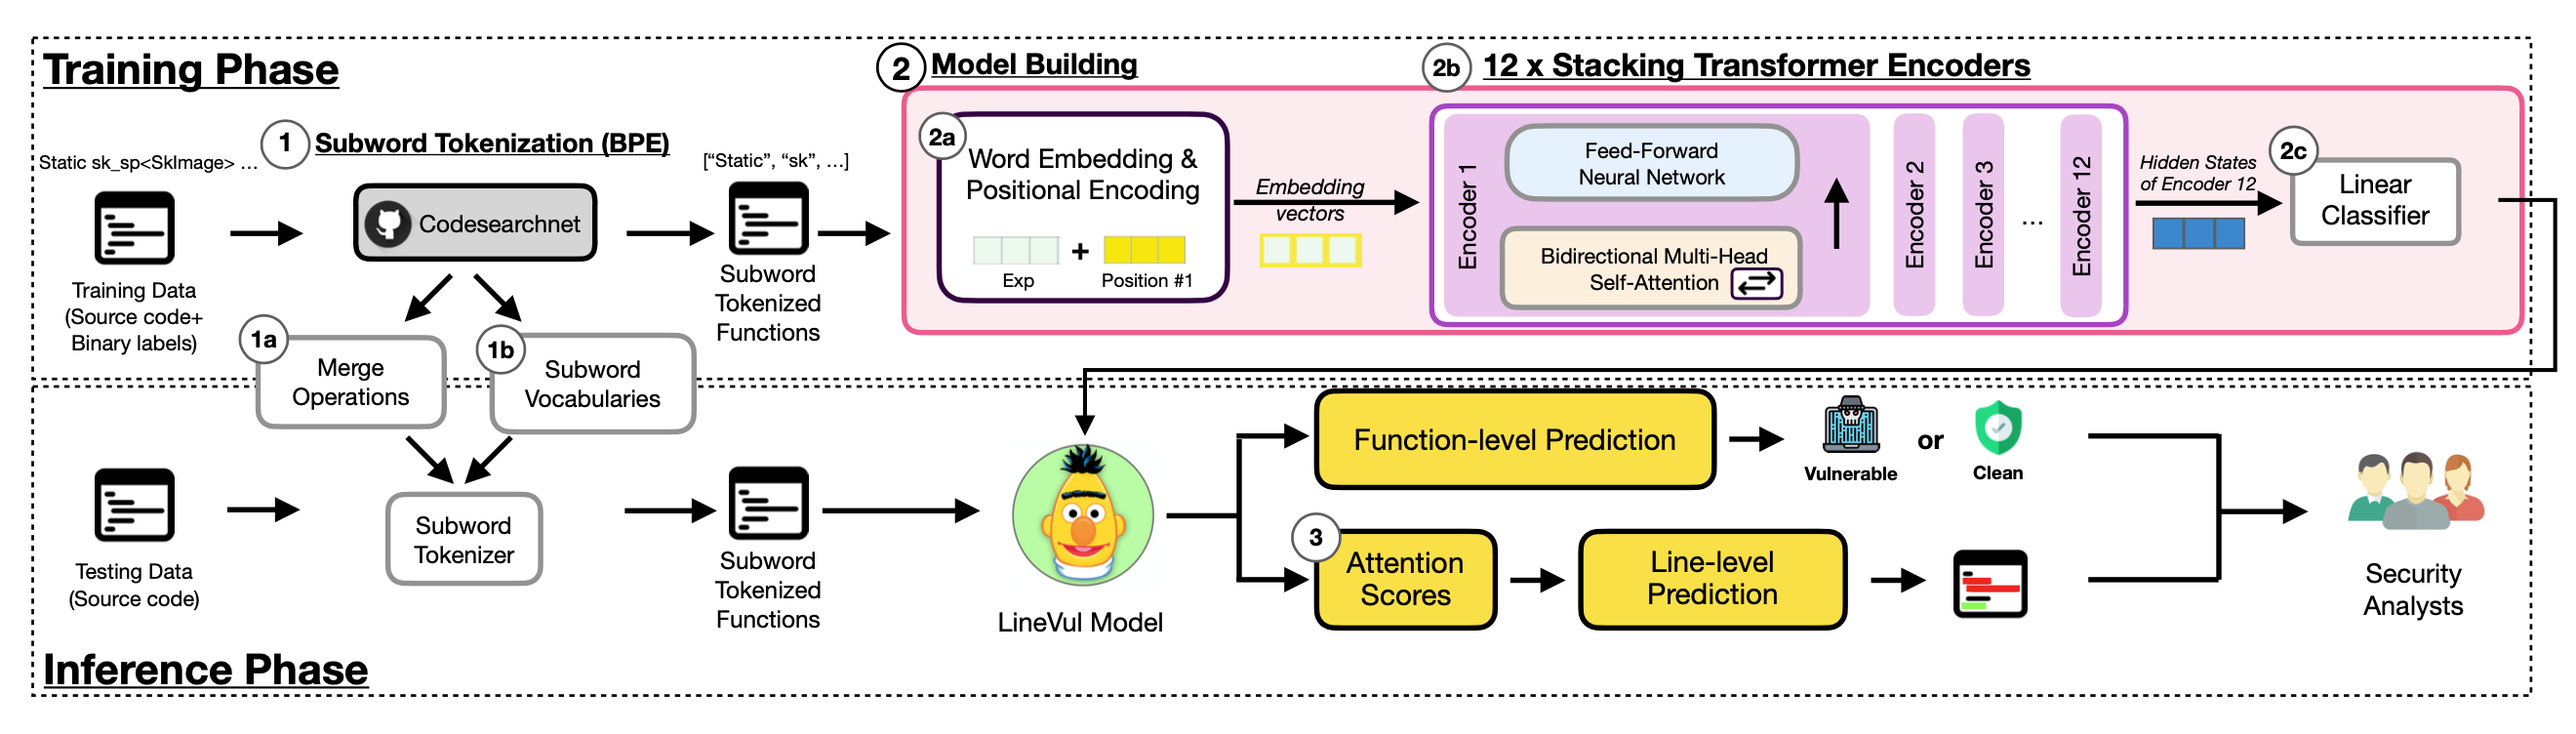 Training Phase
2
Model Building
2b
12 x Stacking Transformer Encoders
1
Subword Tokenization (BPE)
Static sk_sp<SkImage> ...
[“Static”, “sk”, ...]
Codesearchnet
Training Data
(Source code+
Binary labels)
Subword
Tokenized
Functions
1a
Merge
Operations
1b
Subword
Vocabularies
2a
Word Embedding &
Positional Encoding
+
Exp
Position #1
Embedding
vectors
Encoder 1
Feed-Forward
Neural Network
Bidirectional Multi-Head
Self-Attention
Encoder 2
Encoder 3
...
Encoder 12
Hidden States
of Encoder 12
2c
Linear
Classifier
Testing Data
(Source code)
Subword
Tokenizer
Subword
Tokenized
Functions
LineVul Model
Function-level Prediction
Vulnerable
or
Clean
3
Attention
Scores
Line-level
Prediction
Security
Analysts
Inference Phase